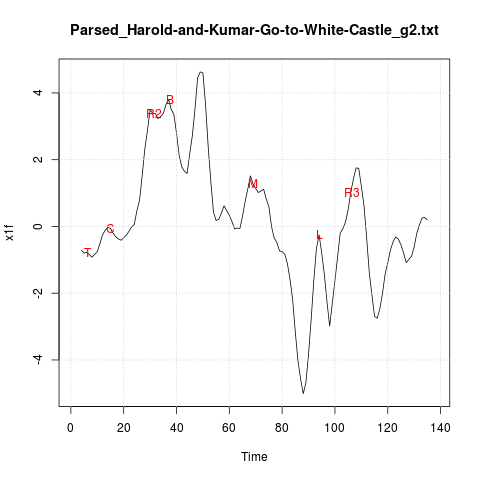 Parsed_Harold-and-Kumar-Go-to-White-Castle_g2.txt
x1f
4
2
0
-2
-4
T
C
R2
B
M
L
R3
0 20 40 60 80 100 120 140
Time